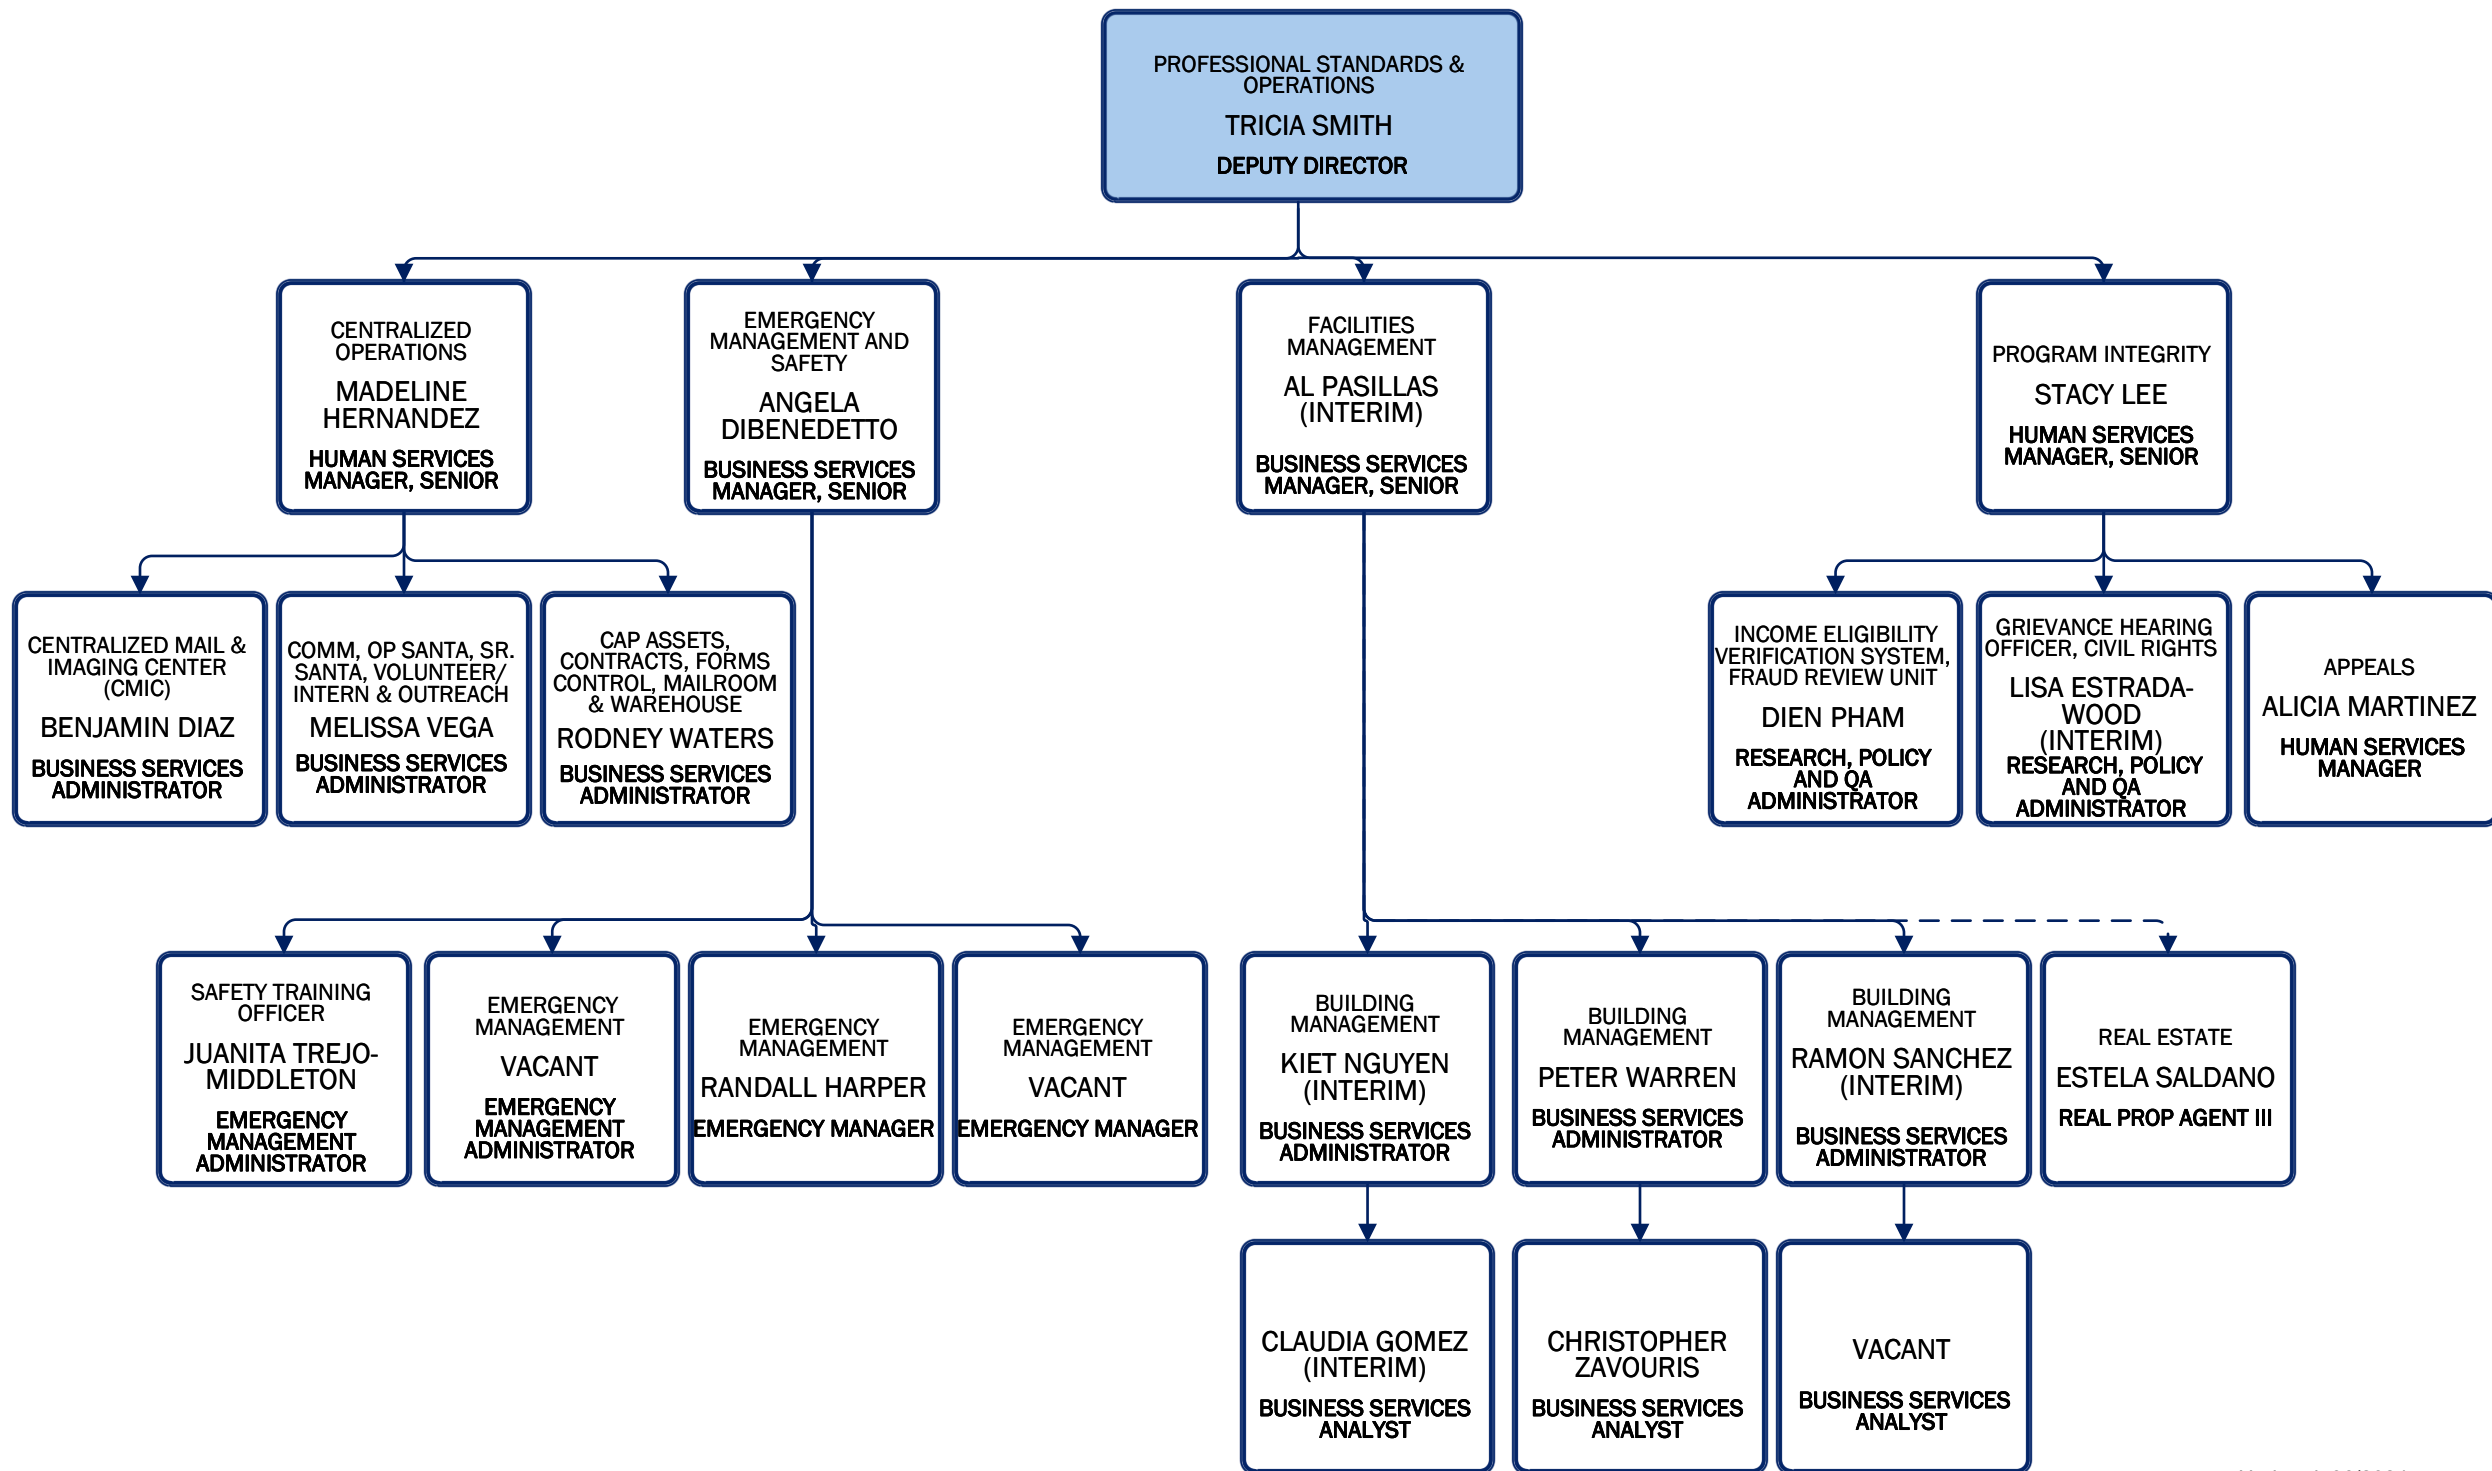 PROFESSIONAL STANDARDS &
OPERATIONS
TRICIA SMITH
DEPUTY DIRECTOR
CENTRALIZED
OPERATIONS
MADELINE
HERNANDEZ
HUMAN SERVICES
MANAGER, SENIOR
EMERGENCY
MANAGEMENT AND
SAFETY
ANGELA
DIBENEDETTO
BUSINESS SERVICES
MANAGER, SENIOR
FACILITIES
MANAGEMENT
AL PASILLAS
(INTERIM)
BUSINESS SERVICES
MANAGER, SENIOR
PROGRAM INTEGRITY
STACY LEE
HUMAN SERVICES
MANAGER, SENIOR
CENTRALIZED MAIL &
IMAGING CENTER
(CMIC)
BENJAMIN DIAZ
BUSINESS SERVICES
ADMINISTRATOR
COMM, OP SANTA, SR.
SANTA, VOLUNTEER/
INTERN & OUTREACH
MELISSA VEGA
BUSINESS SERVICES
ADMINISTRATOR
CAP ASSETS,
CONTRACTS, FORMS
CONTROL, MAILROOM
& WAREHOUSE
RODNEY WATERS
BUSINESS SERVICES
ADMINISTRATOR
INCOME ELIGIBILITY
VERIFICATION SYSTEM,
FRAUD REVIEW UNIT
DIEN PHAM
RESEARCH, POLICY
AND QA
ADMINISTRATOR
GRIEVANCE HEARING
OFFICER, CIVIL RIGHTS
LISA ESTRADA-
WOOD
(INTERIM)
RESEARCH, POLICY
AND QA
ADMINISTRATOR
APPEALS
ALICIA MARTINEZ
HUMAN SERVICES
MANAGER
SAFETY TRAINING
OFFICER
JUANITA TREJO-
MIDDLETON
EMERGENCY
MANAGEMENT
ADMINISTRATOR
EMERGENCY
MANAGEMENT
VACANT
EMERGENCY
MANAGEMENT
ADMINISTRATOR
EMERGENCY
MANAGEMENT
RANDALL HARPER
EMERGENCY MANAGER
EMERGENCY
MANAGEMENT
VACANT
EMERGENCY MANAGER
BUILDING
MANAGEMENT
KIET NGUYEN
(INTERIM)
BUSINESS SERVICES
ADMINISTRATOR
BUILDING
MANAGEMENT
PETER WARREN
BUSINESS SERVICES
ADMINISTRATOR
BUILDING
MANAGEMENT
RAMON SANCHEZ
(INTERIM)
BUSINESS SERVICES
ADMINISTRATOR
REAL ESTATE
ESTELA SALDANO
REAL PROP AGENT III
CLAUDIA GOMEZ
(INTERIM)
BUSINESS SERVICES
ANALYST
CHRISTOPHER
ZAVOURIS
BUSINESS SERVICES
ANALYST
VACANT
BUSINESS SERVICES
ANALYST